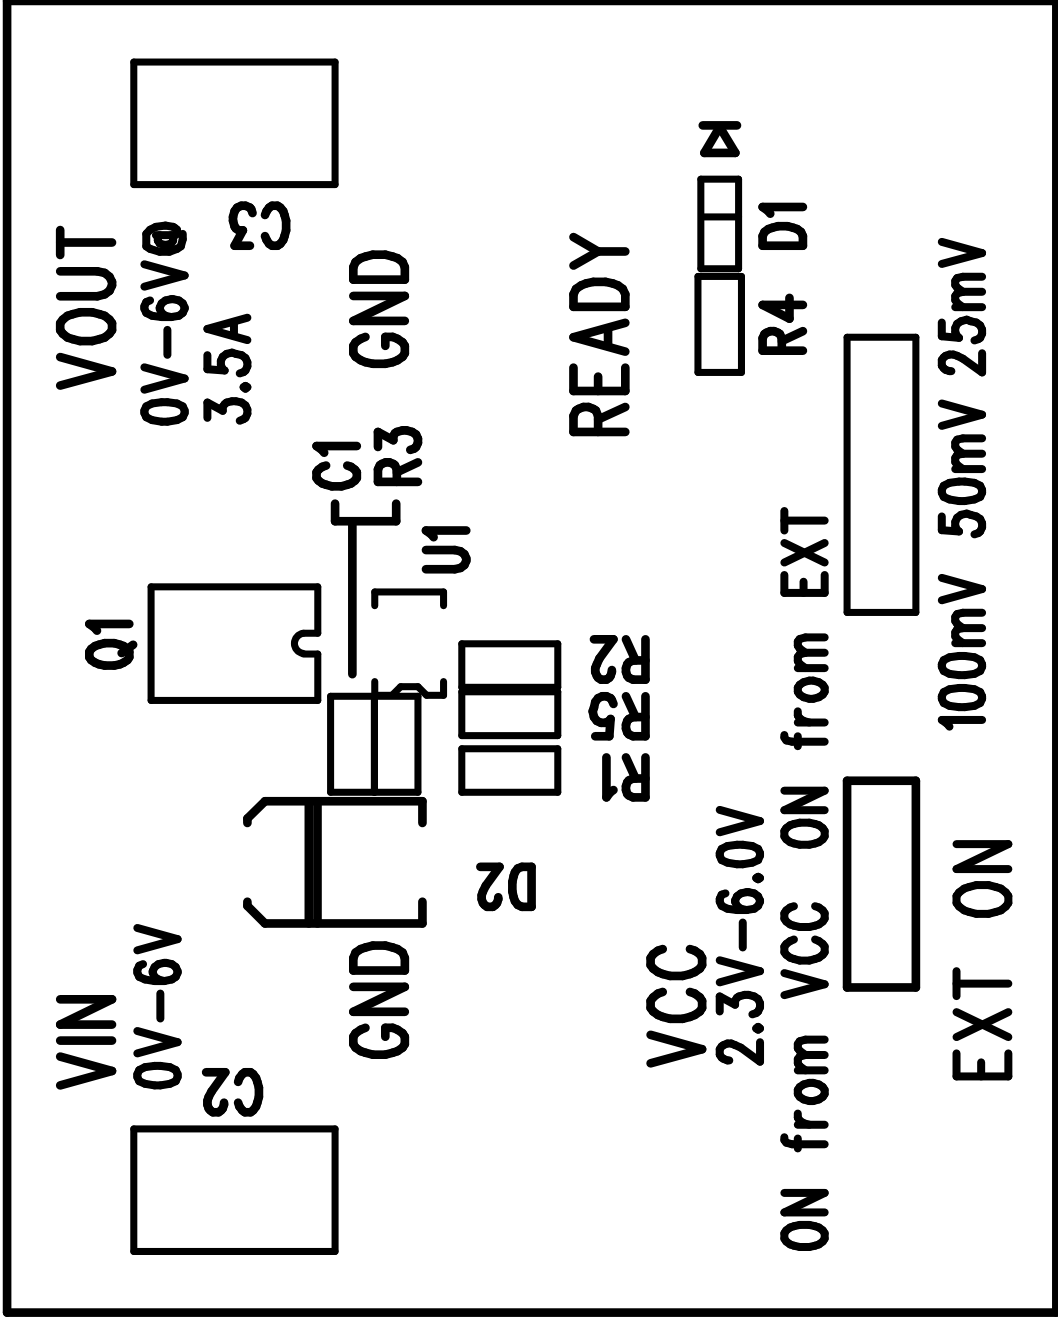 VIN
VOUT
0V-6V
0V-6V@
3.5A
Q1
C2
C3
GND
GND
C1
R3
U1
D2
R1
R5
R2
READY
VCC
2.3V-6.0V
D1
R4
ON from VCC
ON from EXT
EXT ON
100mV 50mV 25mV